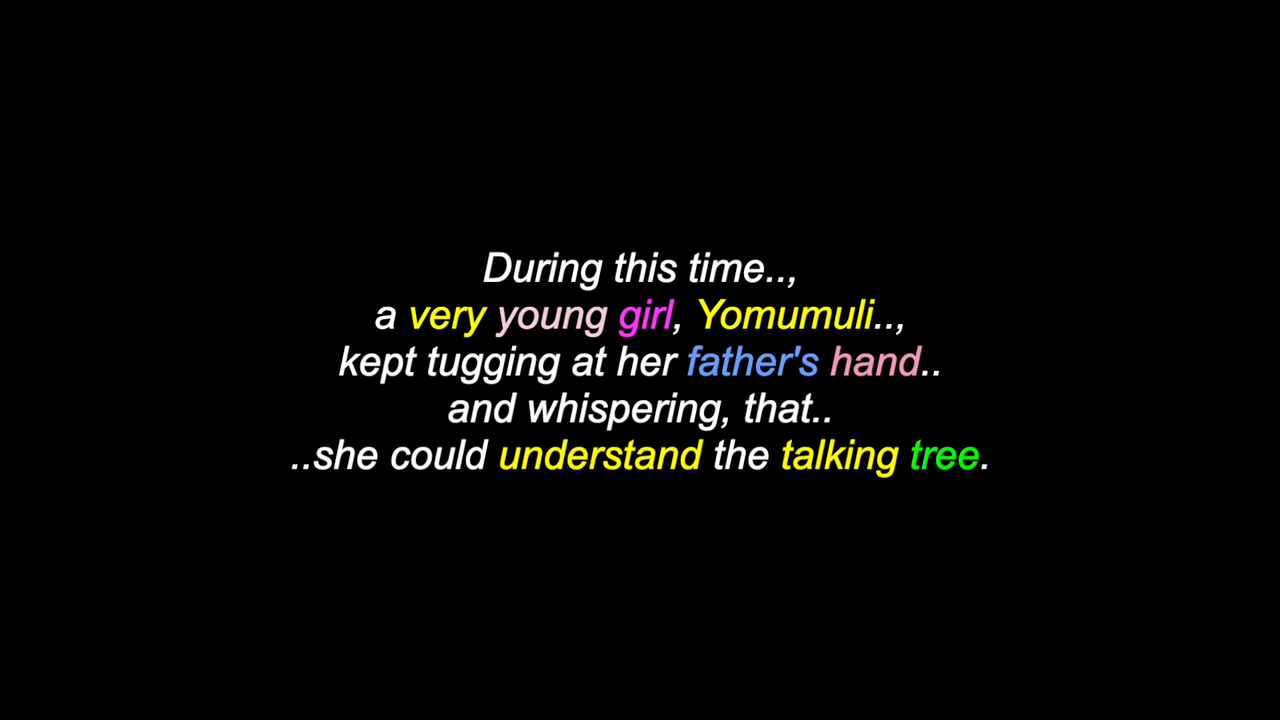 During this time..,
a very young girl, Yomumuli..,
kept tugging at her father's hand..
and whispering, that..
..she could understand the talking tree.